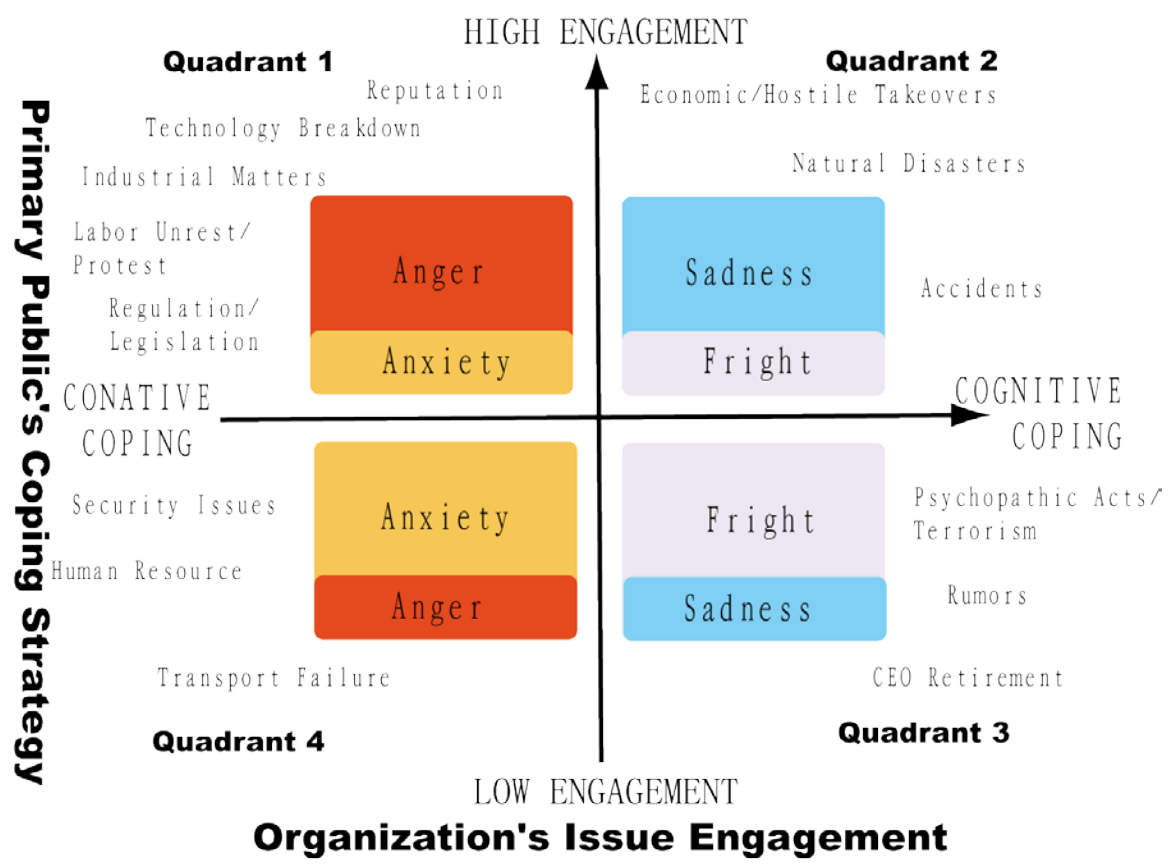 HIGH ENGAGEMENT
Quadrant 1
Quadrant 2
Reputation
Economic/Hostile Takeovers
Technology Breakdown
Natural Disasters
Industrial Matters
Labor Unrest/
Protest
Anger
Sadness
Accidents
Regulation/
Legislation
Anxiety
Fright
CONATIVE
COPING
COGNITIVE
COPING
Security Issues
Anxiety
Fright
Psychopathic Acts/
Terrorism
Human Resource
Anger
Sadness
Rumors
Transport Failure
CEO Retirement
Quadrant 4
Quadrant 3
LOW ENGAGEMENT
Organization's Issue Engagement
Primary Public's Coping Strategy